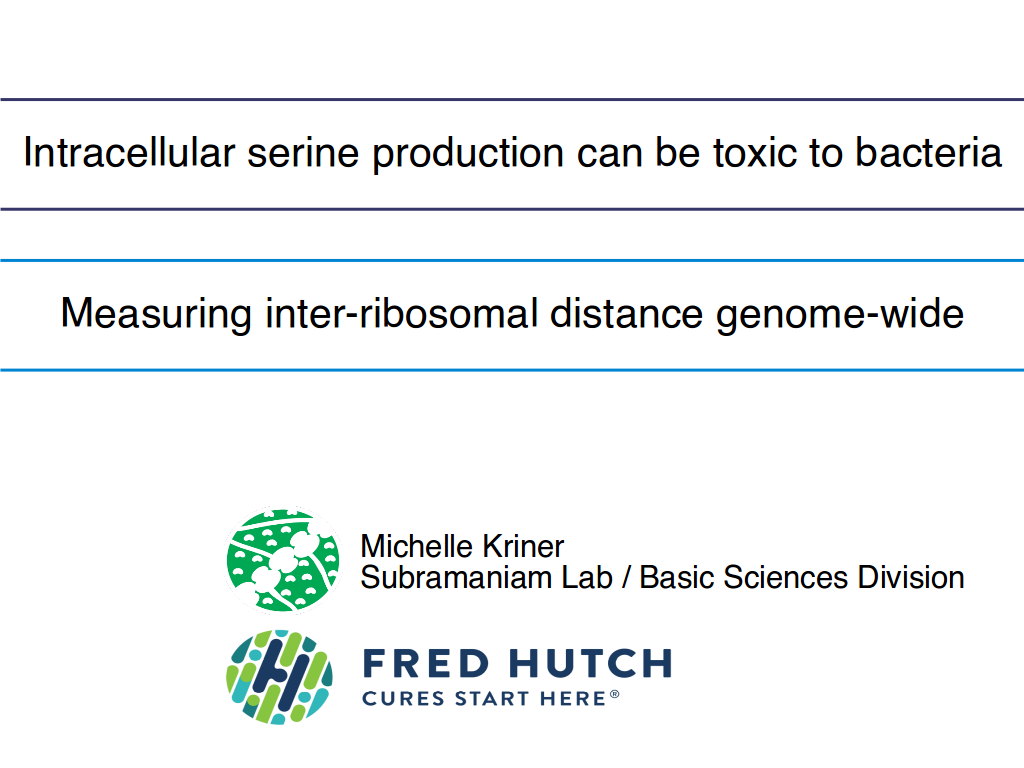 Intracellular serine production can be toxic to bacteria
Measuring inter-ribosomal distance genome-wide
Michelle Kriner
Subramaniam Lab / Basic Sciences Division
FRED HUTCH
CURES START HERE®